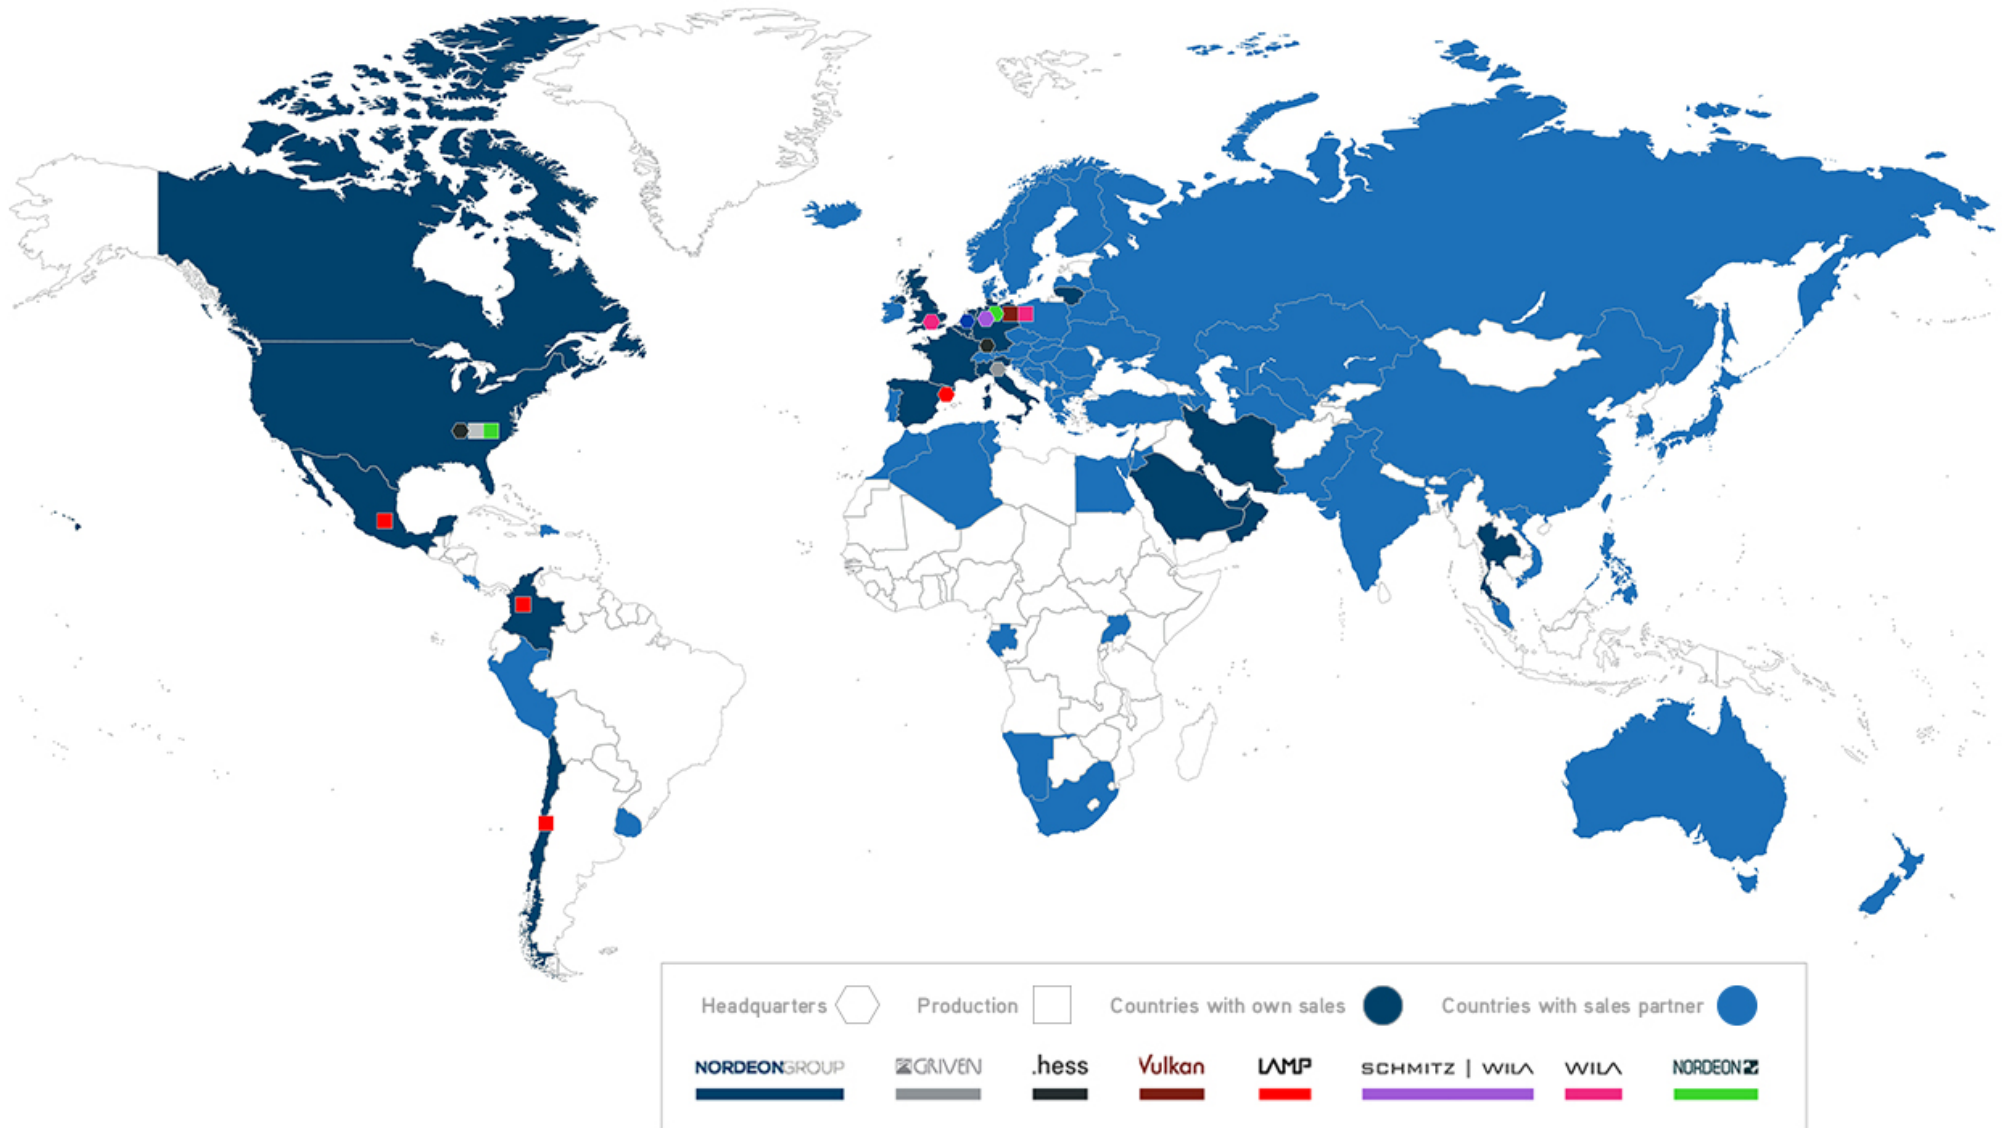 Headquarters Production Countries with own sales Countries with sales partner
NORDEONGROUP GRIVEN .hess Vulkan LAMP SCHMITZ | WILA WILA NORDEON